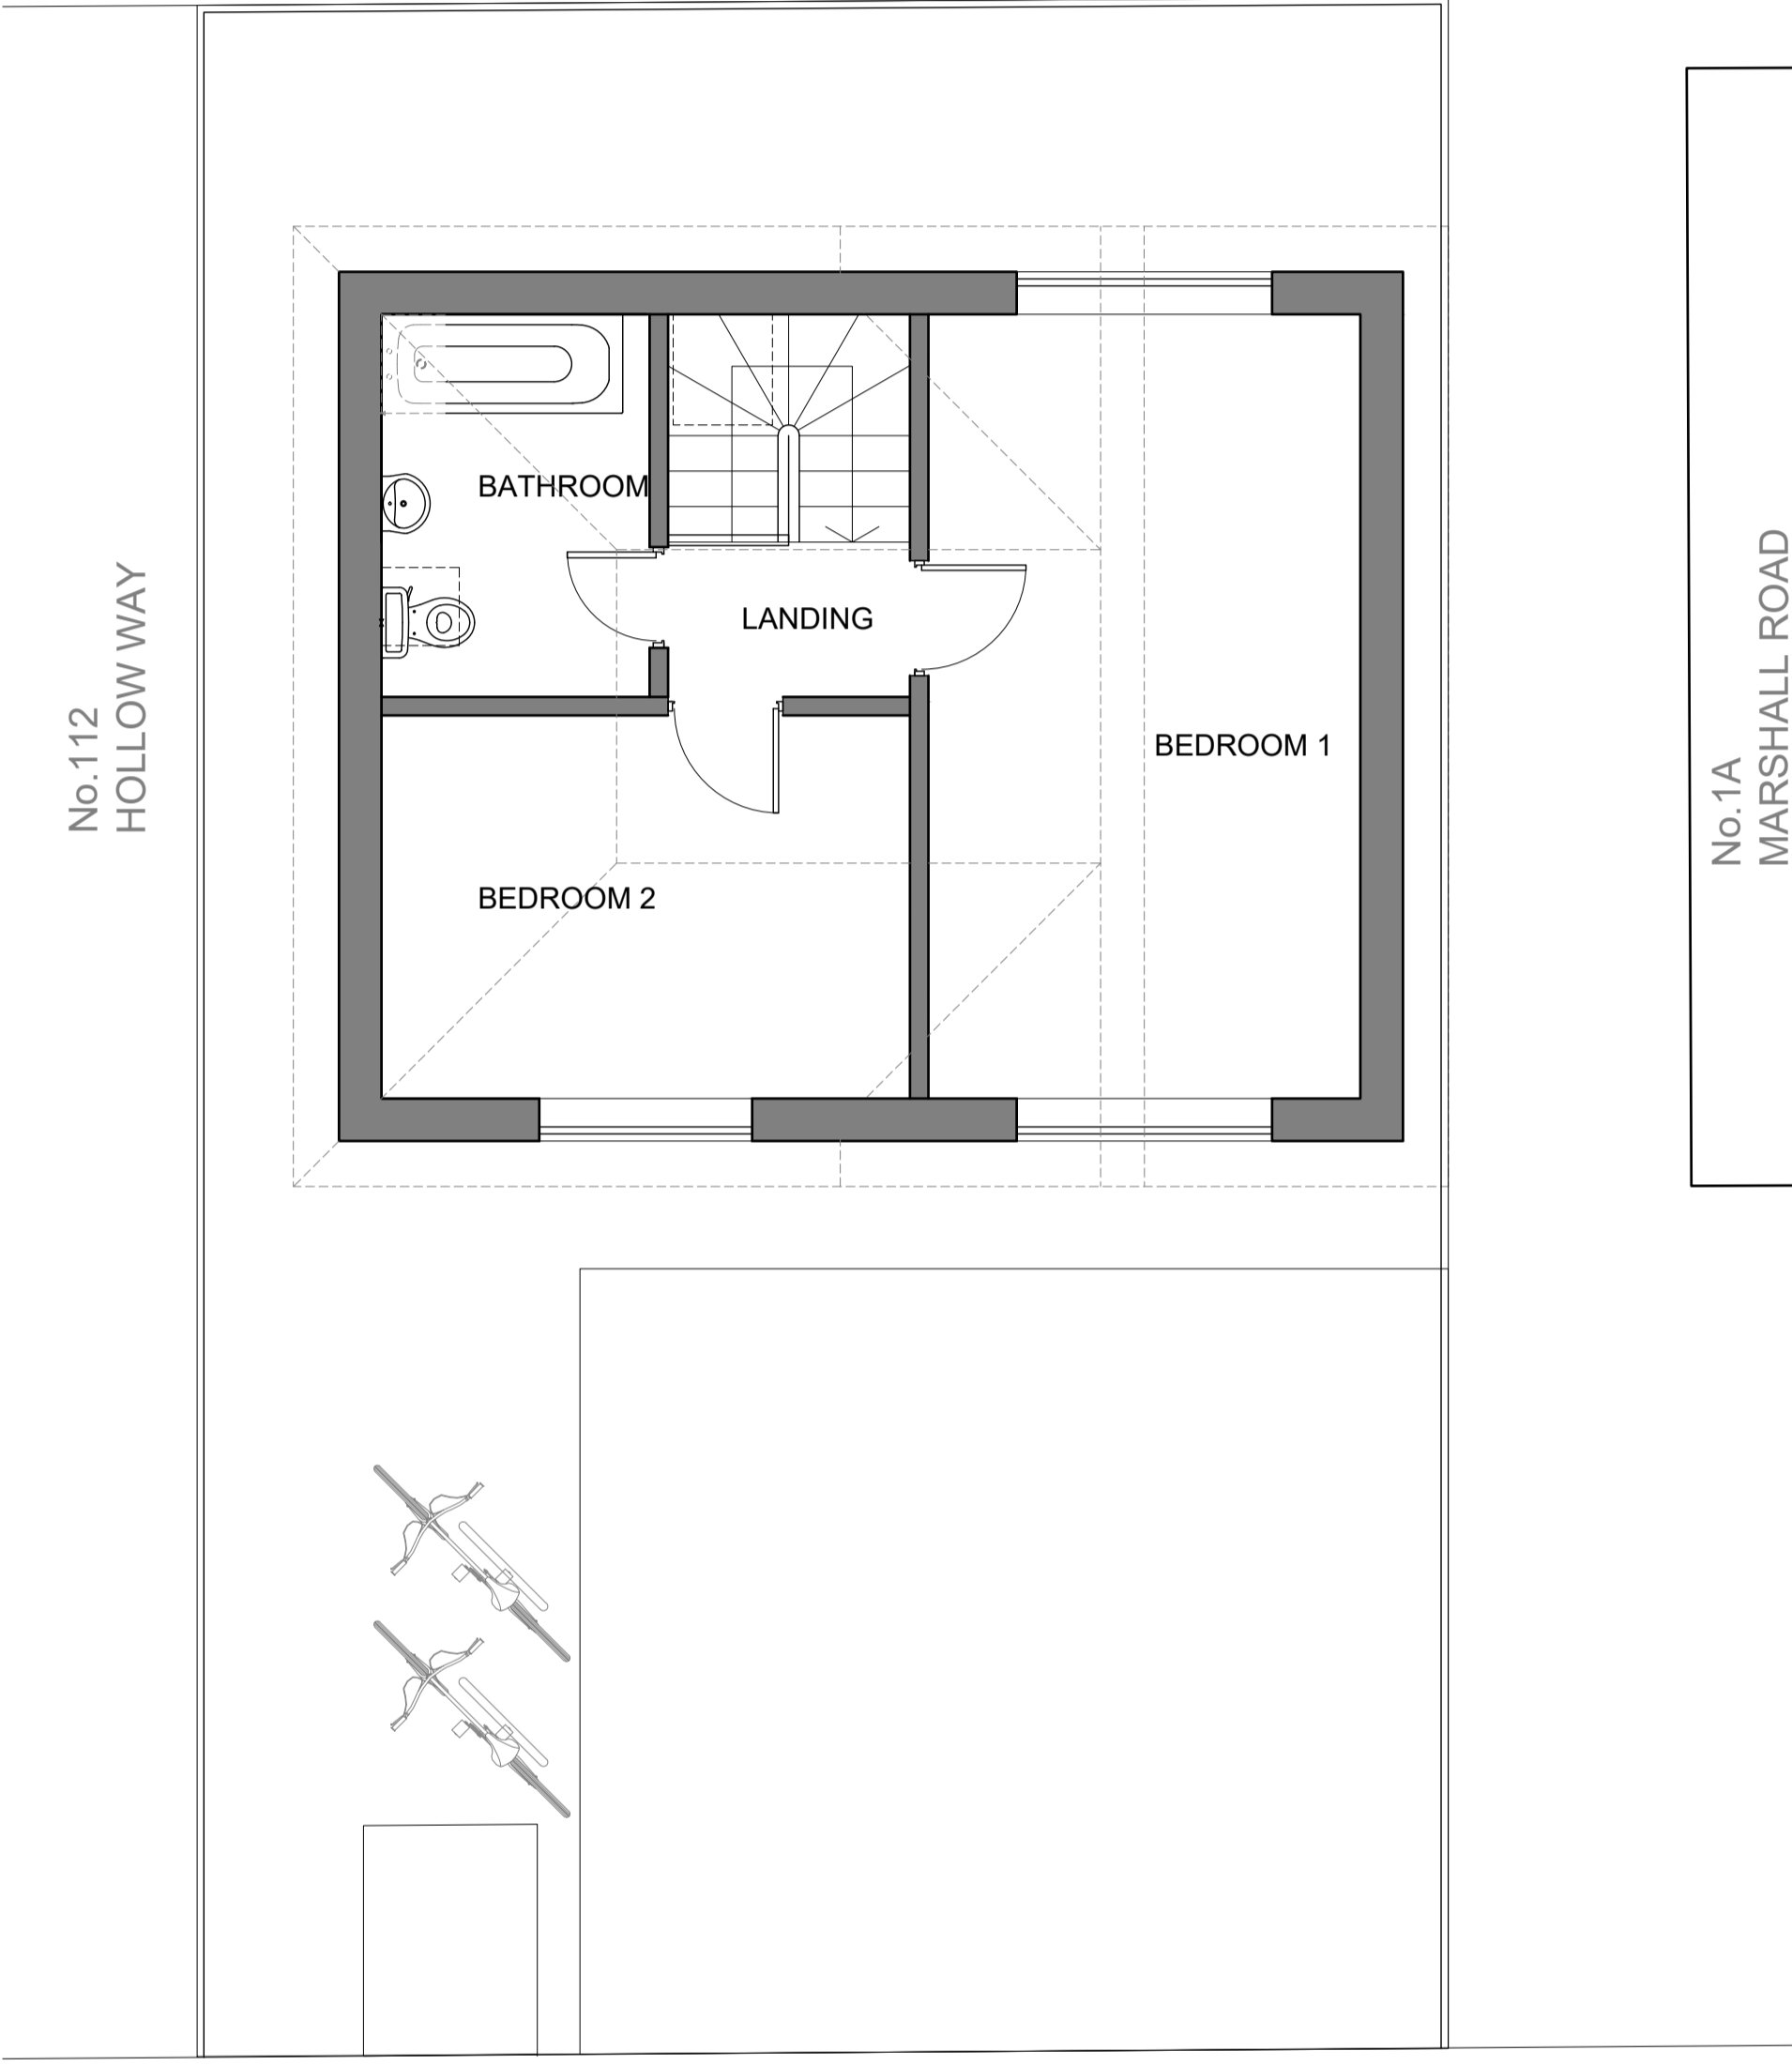 BATHROOM
LANDING
BEDROOM 1
BEDROOM 2
No.112
HOLLOW WAY
No.1A
MARSHALL ROAD